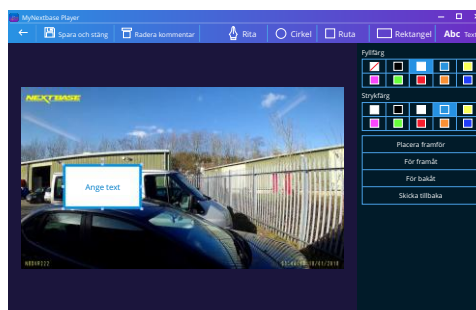 MyNextbase Player
Spara och stäng
Radera kommentar
Rita
Cirkel
Ruta
Rektangel
Abc Text
Fyllfärg
Strykfärg
Placera framför
För framåt
För bakåt
Skicka tillbaka
NEXTBASE
Ange text